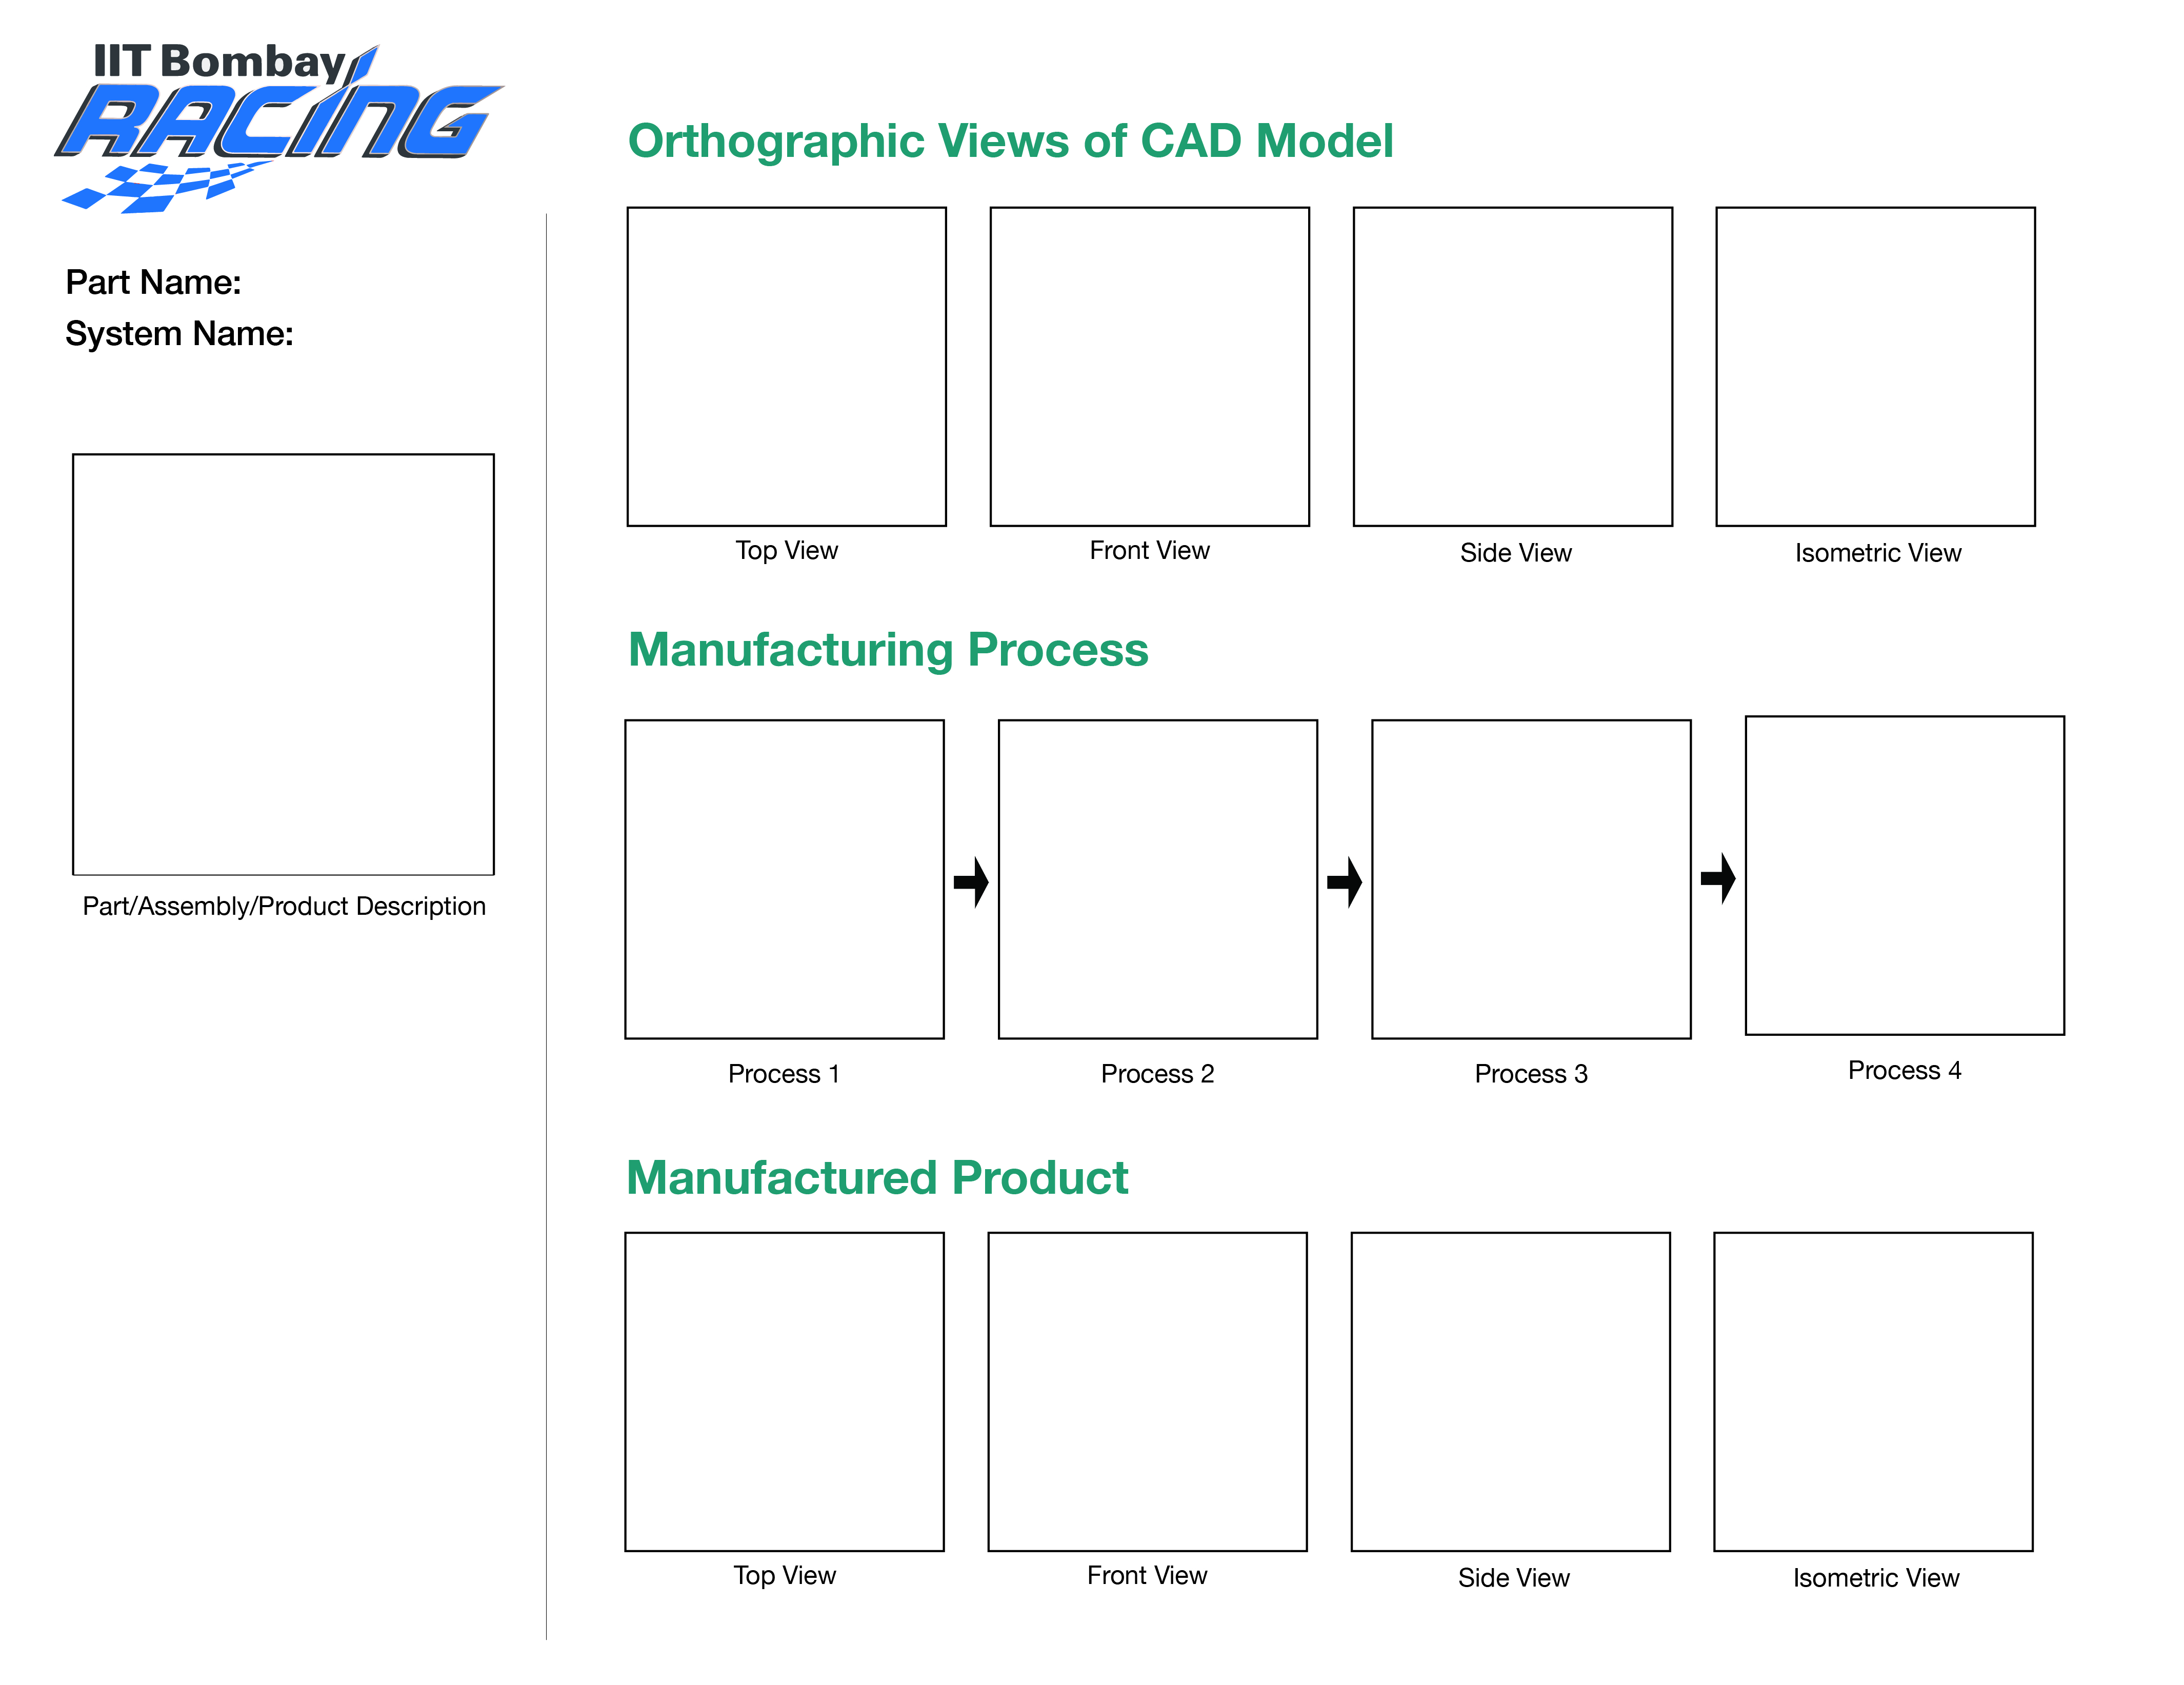 IIT Bombay
RACING
Part Name:
System Name:
Part/Assembly/Product Description
Orthographic Views of CAD Model
Top View
Front View
Side View
Isometric View
Manufacturing Process
Process 1
Process 2
Process 3
Process 4
Manufactured Product
Top View
Front View
Side View
Isometric View